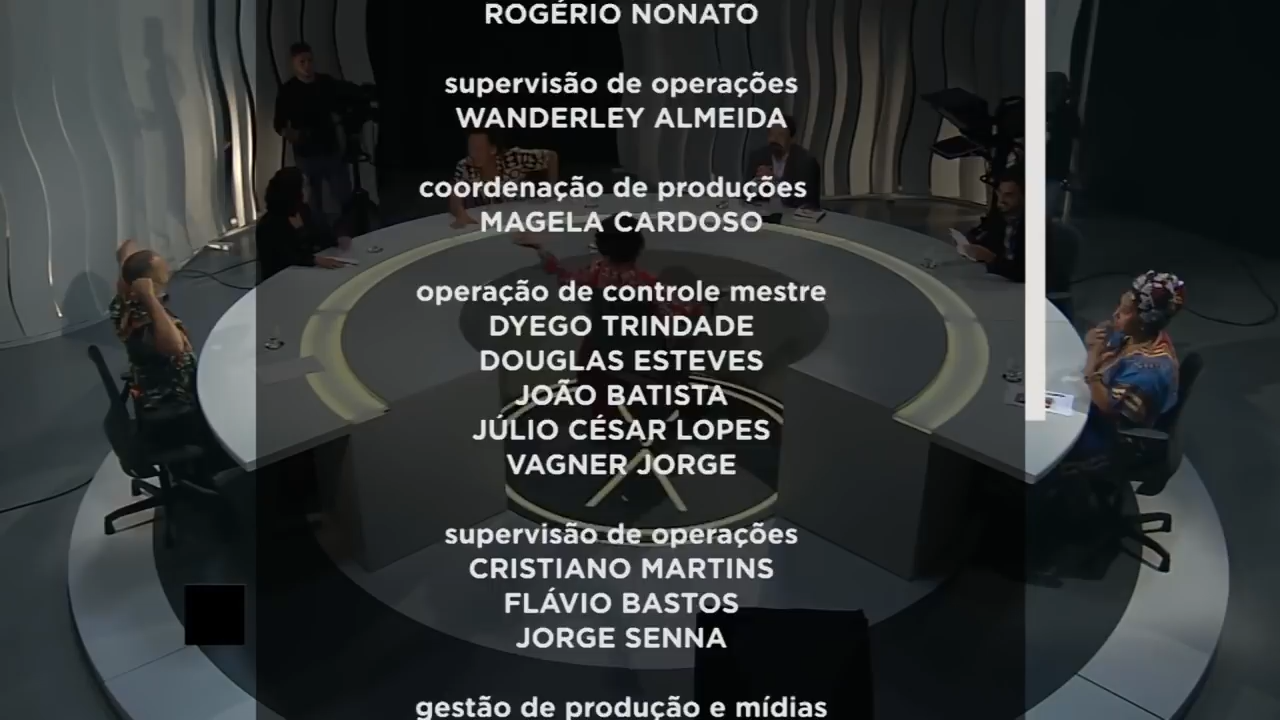 ROGÉRIO NONATO
supervisão de operações
WANDERLEY ALMEIDA
coordenação de produções
MAGELA CARDOSO
operação de controle mestre
DYEGO TRINDADE
DOUGLAS ESTEVES
JOÃO BATISTA
JÚLIO CÉSAR LOPES
VAGNER JORGE
supervisão de operações
CRISTIANO MARTINS
FLÁVIO BASTOS
JORGE SENNA
gestão de produção e mídias